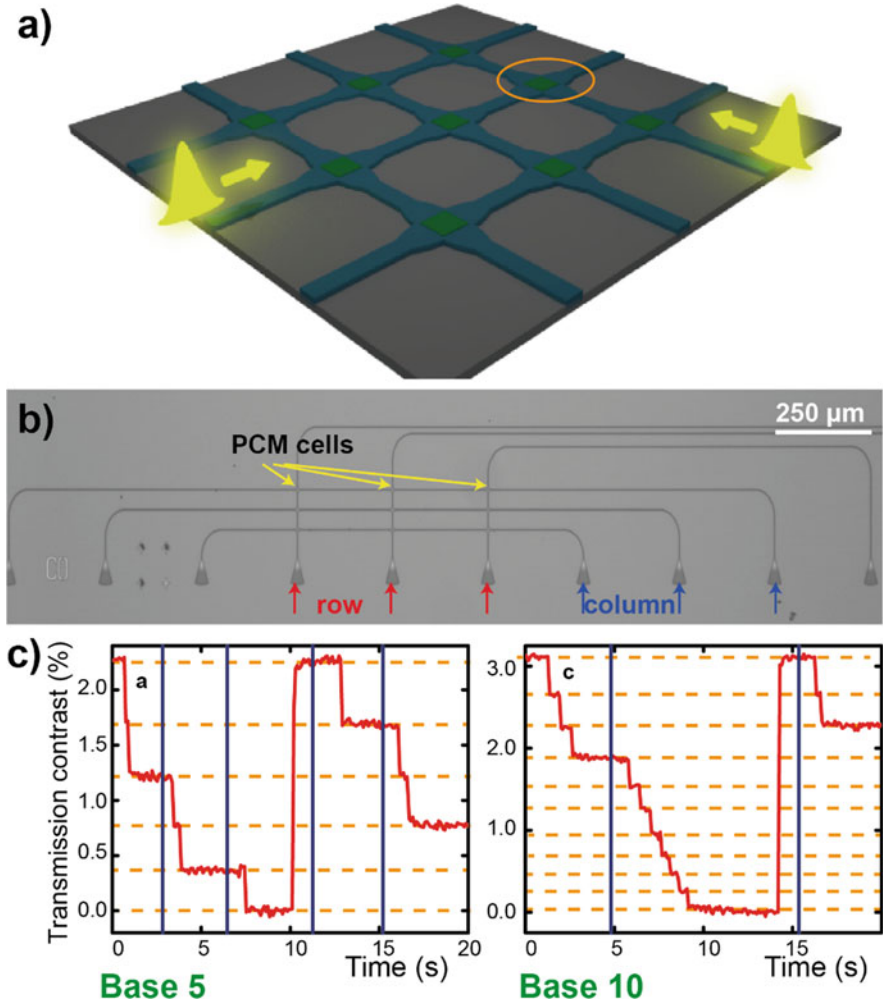 a)
b)
250 µm
PCM cells
row
column
c)
Transmission contrast (%)
2.0
1.5
1.0
0.5
0.0
a
0 5 10 15 20
Time (s)
Base 5
3.0
2.0
1.0
0.0
c
0 5 10 15
Time (s)
Base 10